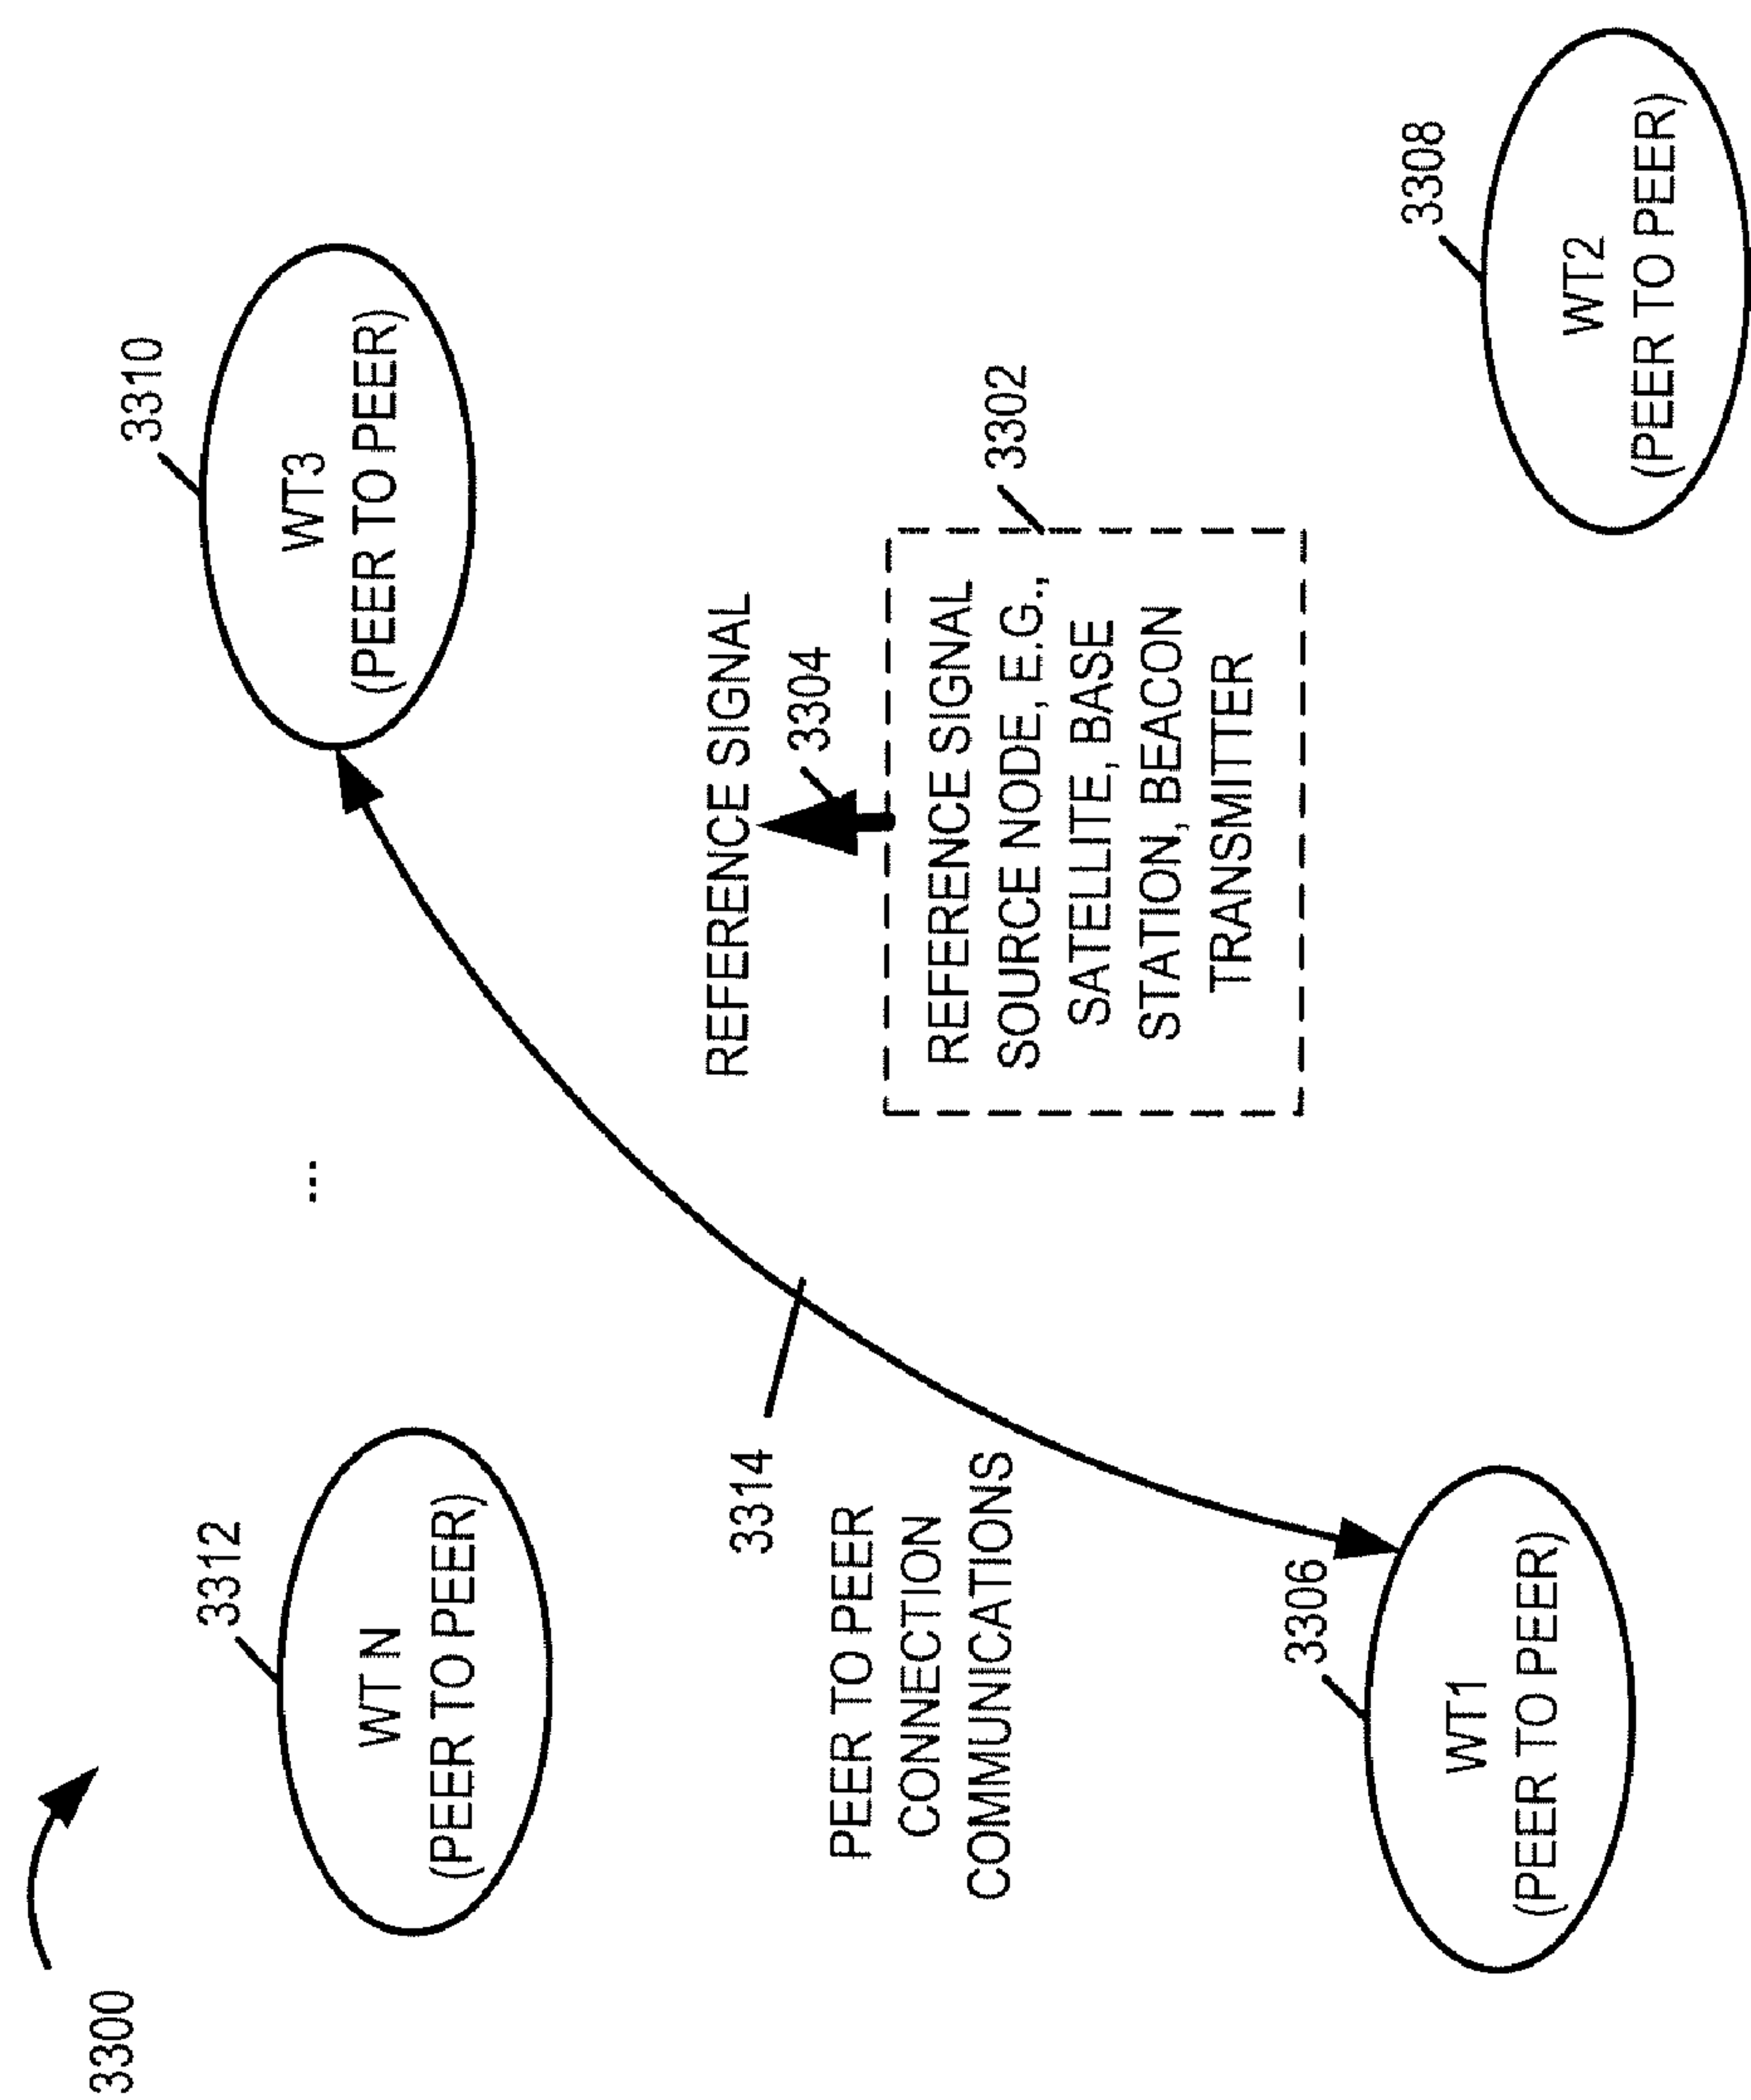 3300
3312
WT N
(PEER TO PEER)
...
3310
WT3
(PEER TO PEER)
3314
PEER TO PEER
CONNECTION
COMMUNICATIONS
REFERENCE SIGNAL
3304
3302
REFERENCE SIGNAL
SOURCE NODE, E.G.,
SATELLITE, BASE
STATION, BEACON
TRANSMITTER
3306
WT1
(PEER TO PEER)
3308
WT2
(PEER TO PEER)